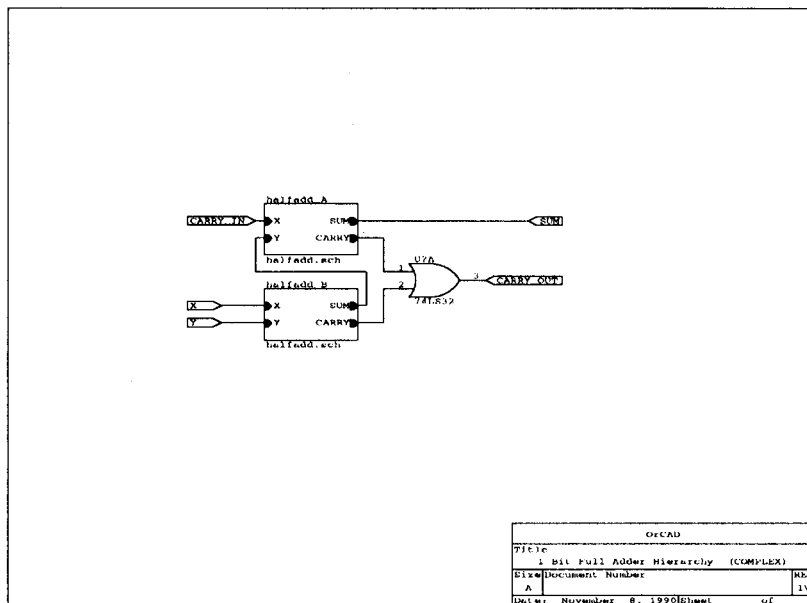 halfadd_A
CARRY_IN X SUM SUM
Y CARRY
halfadd.sch
U?A
1
3 CARRY_OUT
2
74LS32
halfadd_B
X X SUM
Y Y CARRY
halfadd.sch
OrCAD
Title
1 Bit Full Adder Hierarchy (COMPLEX)
Size Document Number
A
Date: November 8, 1990 Sheet of